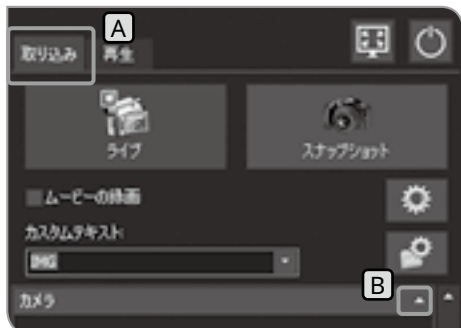 A
取り込み 再生
ライブ スナップショット
ムービーの録画
カスタムテキスト
IMG
B
カメラ